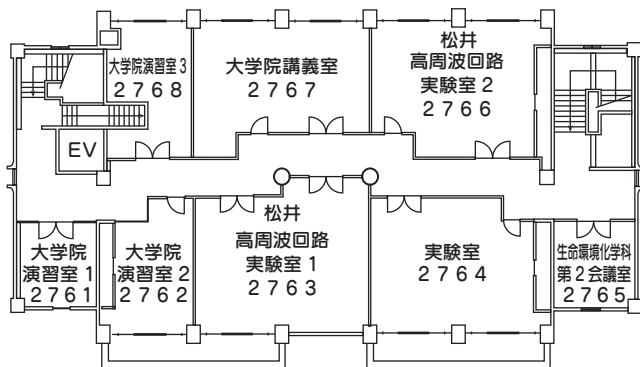 大学院演習室3
2768
大学院講義室
2767
松井
高周波回路
実験室2
2766
EV
大学院
演習室1
2761
大学院
演習室2
2762
松井
高周波回路
実験室1
2763
実験室
2764
生命環境化学科
第2会議室
2765